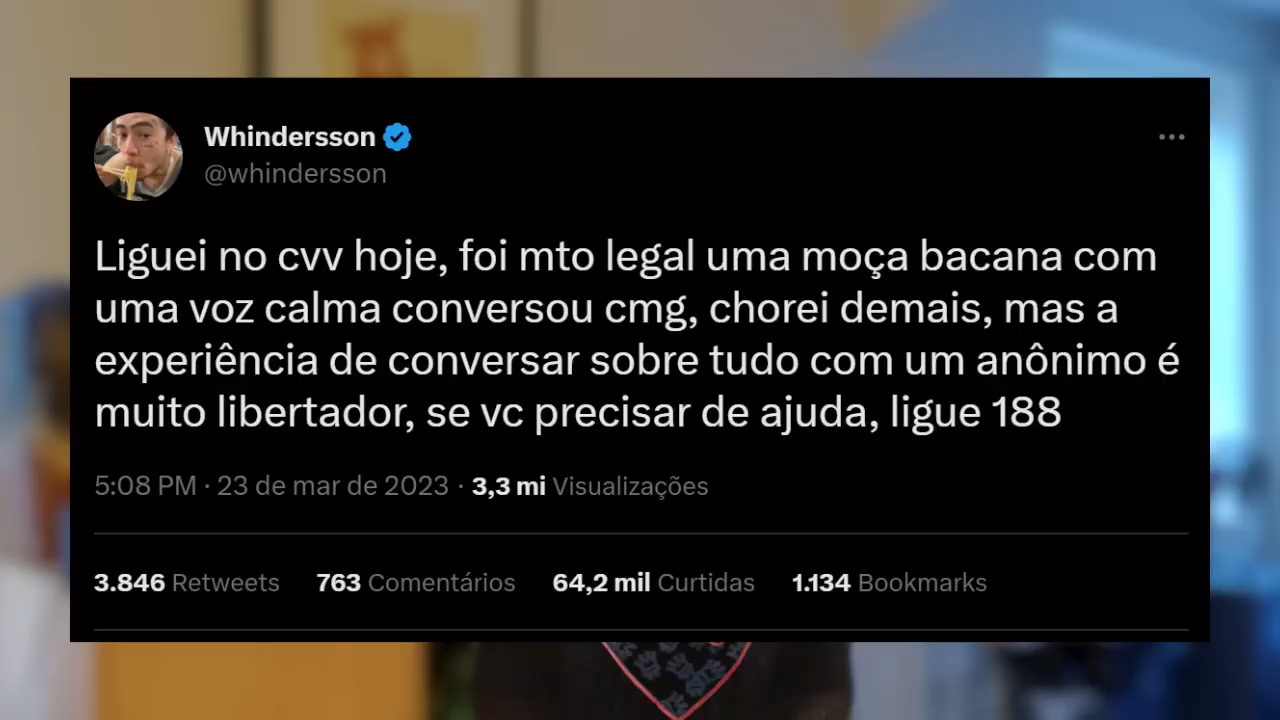 Whindersson
@whindersson
Liguei no cvv hoje, foi mto legal uma moça bacana com
uma voz calma conversou cmg, chorei demais, mas a
experiência de conversar sobre tudo com um anônimo é
muito libertador, se vc precisar de ajuda, ligue 188
5:08 PM · 23 de mar de 2023 · 3,3 mi Visualizações
3.846 Retweets 763 Comentários 64,2 mil Curtidas 1.134 Bookmarks